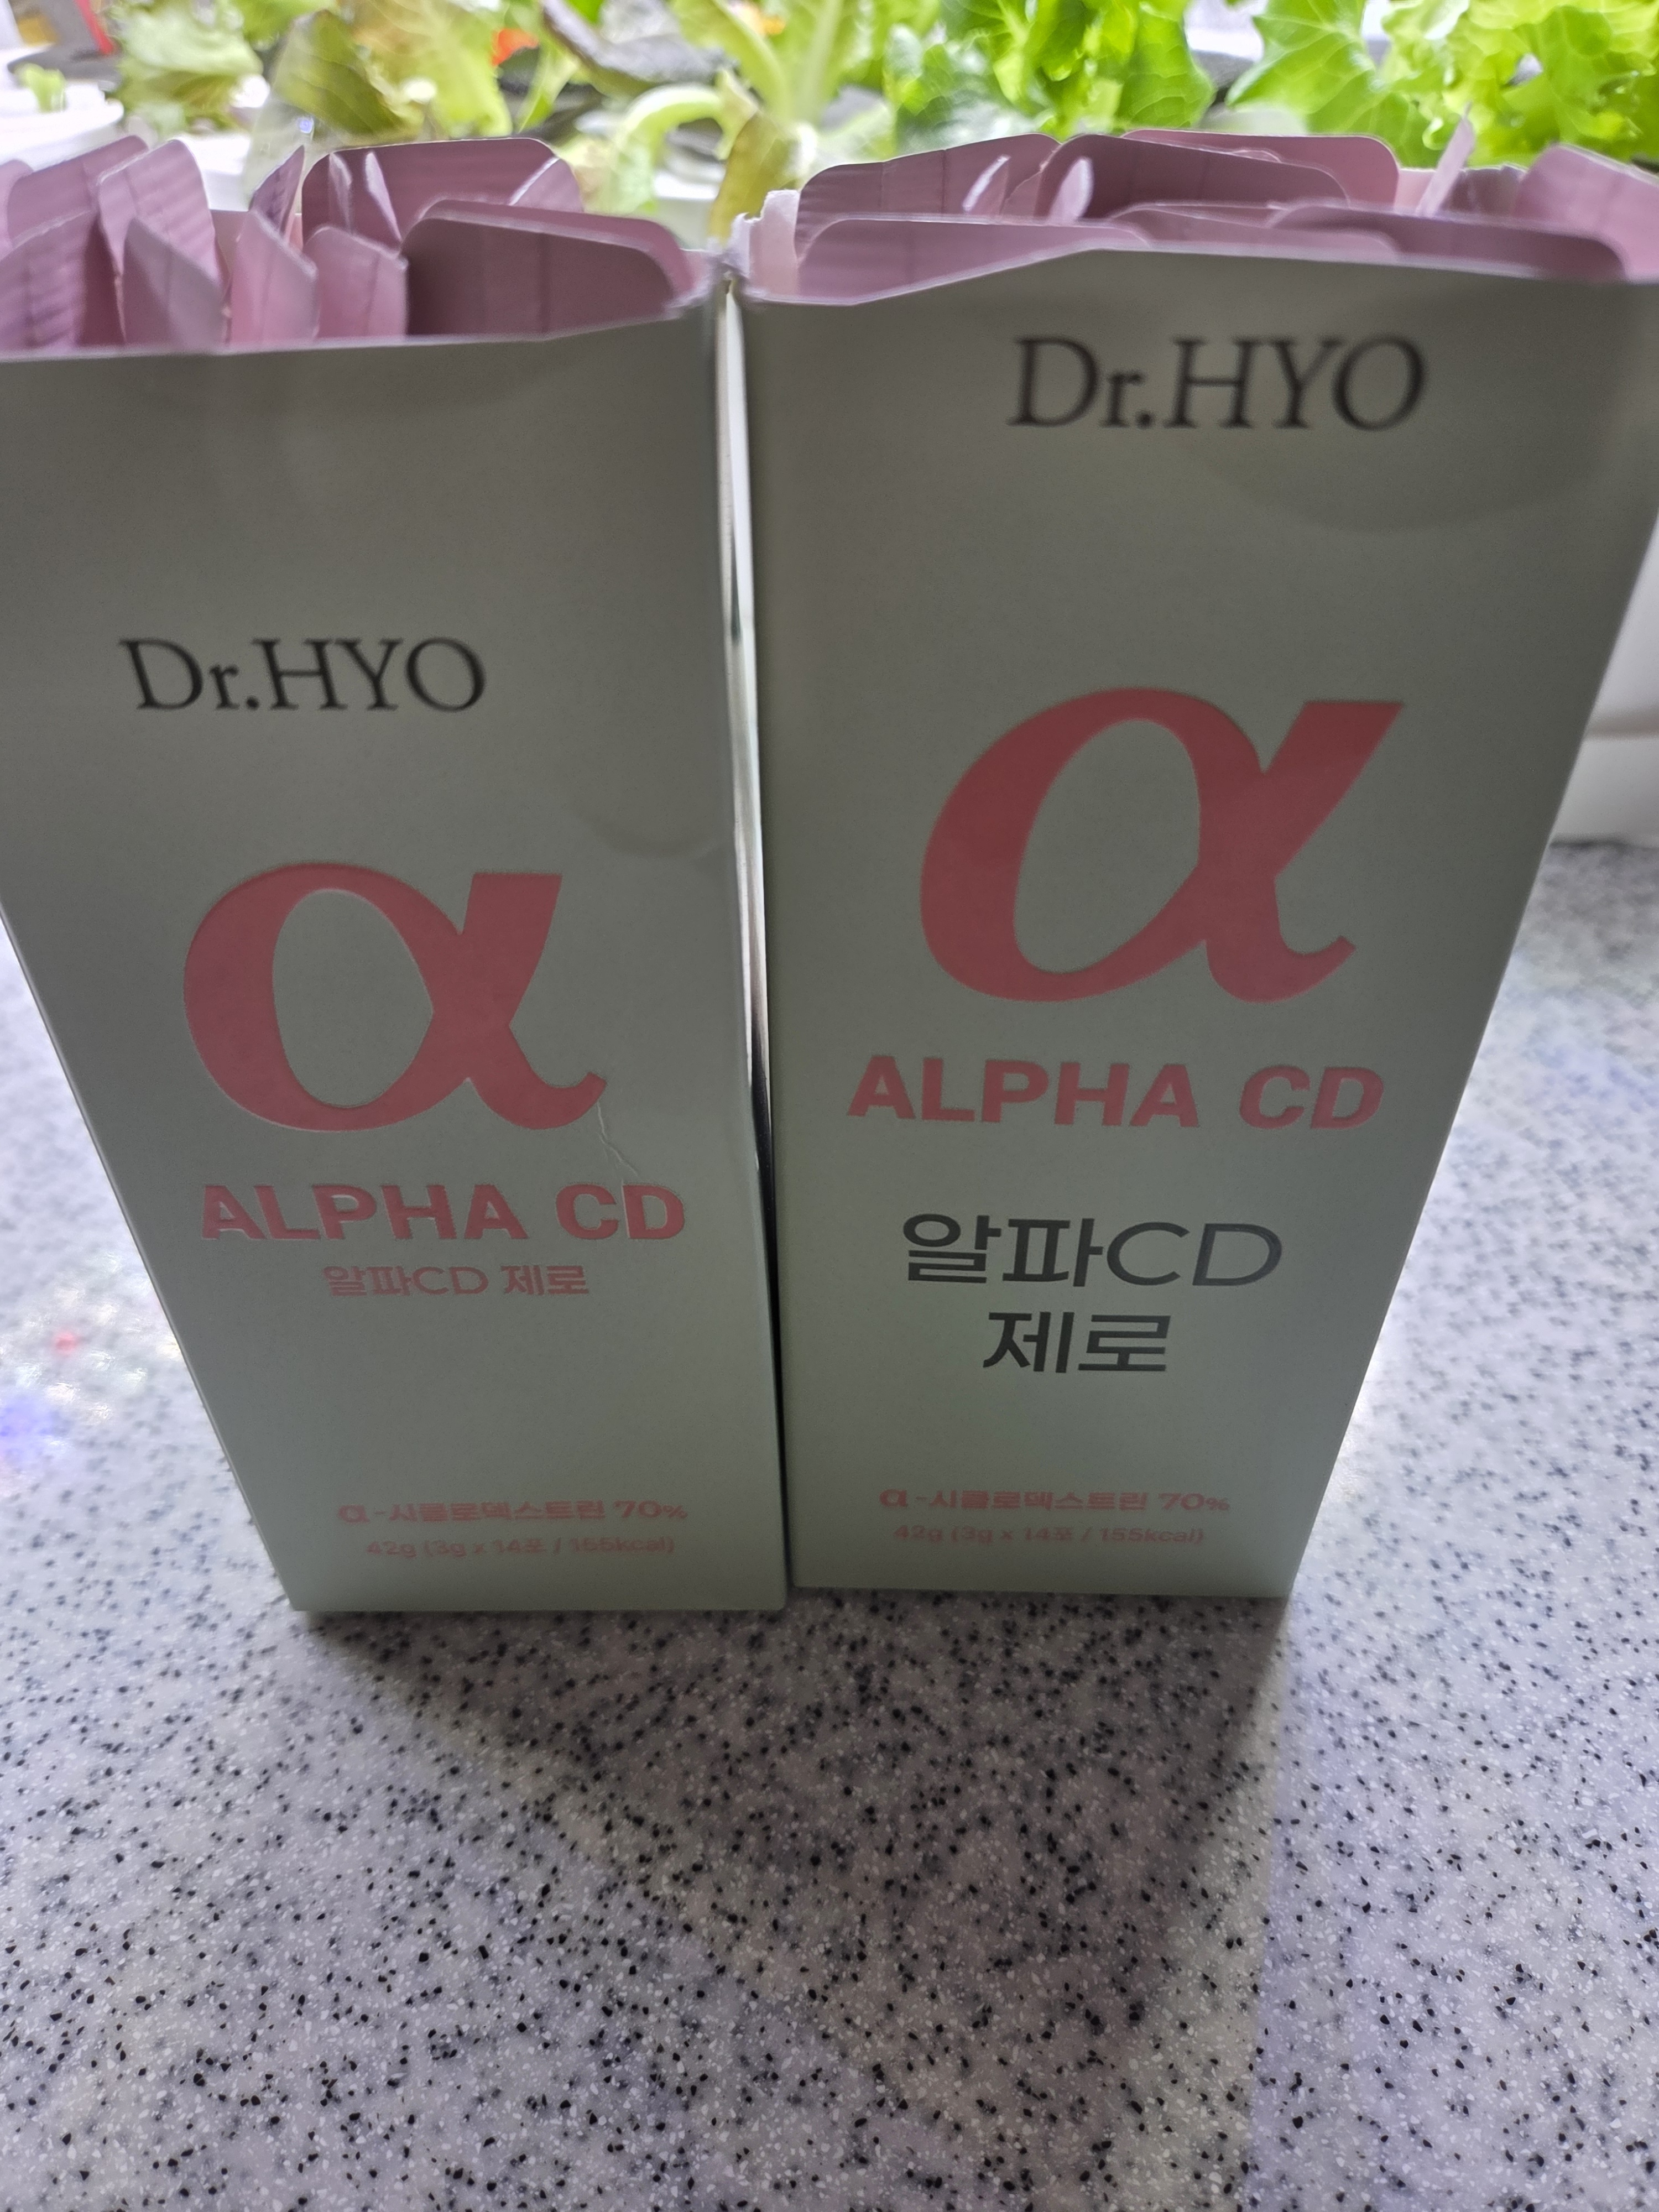 Dr.HYO
α
ALPHA CD
알파CD 제로
α-시클로덱스트린 70%
42g (3g x 14포 / 155kcal)
Dr.HYO
α
ALPHA CD
알파CD
제로
α-시클로덱스트린 70%
42g (3g x 14포 / 155kcal)